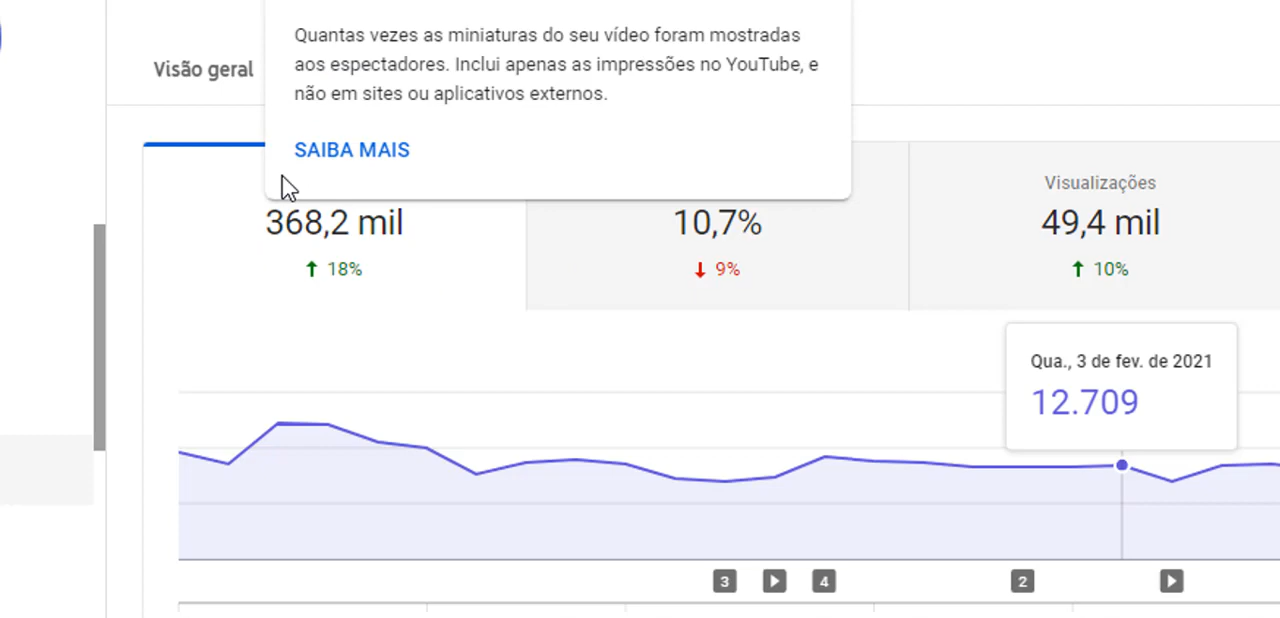 Quantas vezes as miniaturas do seu vídeo foram mostradas
aos espectadores. Inclui apenas as impressões no YouTube, e
não em sites ou aplicativos externos.
Visão geral
SAIBA MAIS
Visualizações
368,2 mil
10,7%
49,4 mil
18%
9%
10%
Qua., 3 de fev. de 2021
12.709
3
4
2